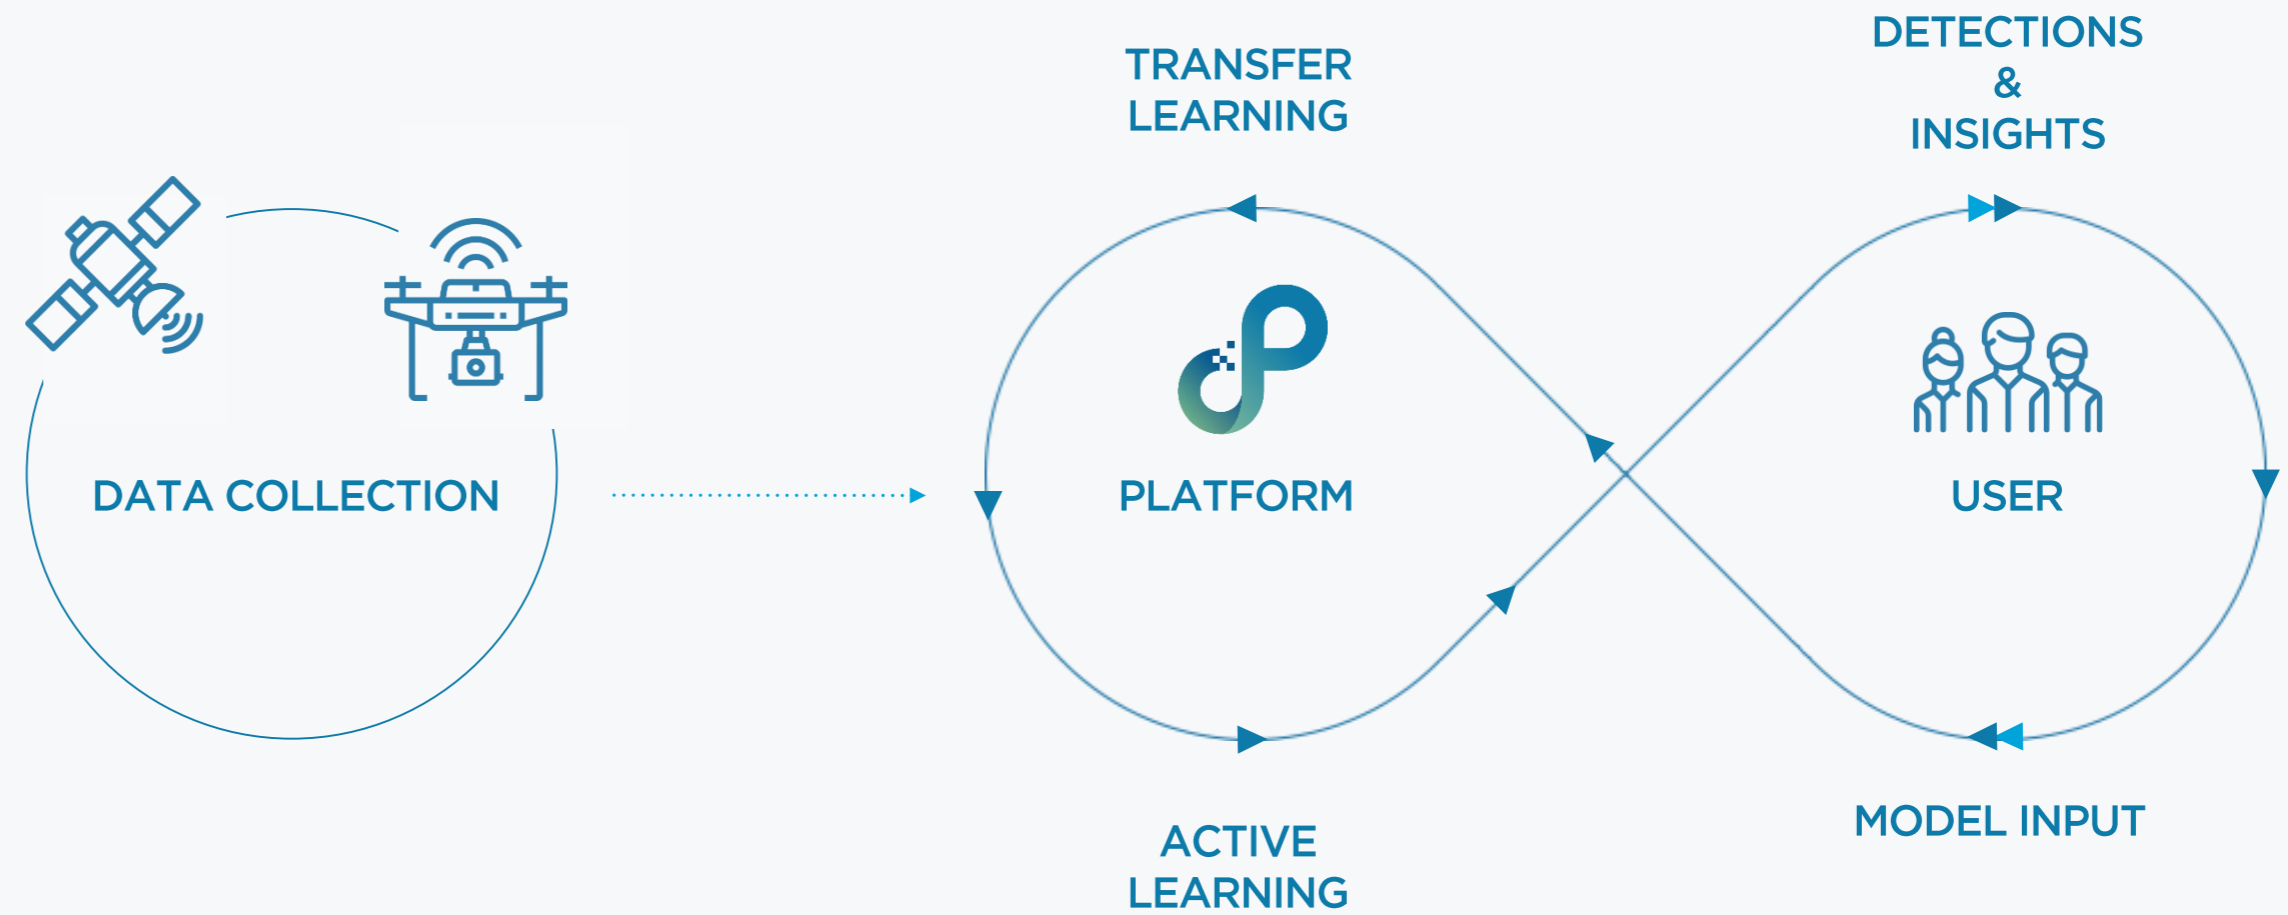 DATA COLLECTION
TRANSFER
LEARNING
PLATFORM
ACTIVE
LEARNING
DETECTIONS
&
INSIGHTS
USER
MODEL INPUT